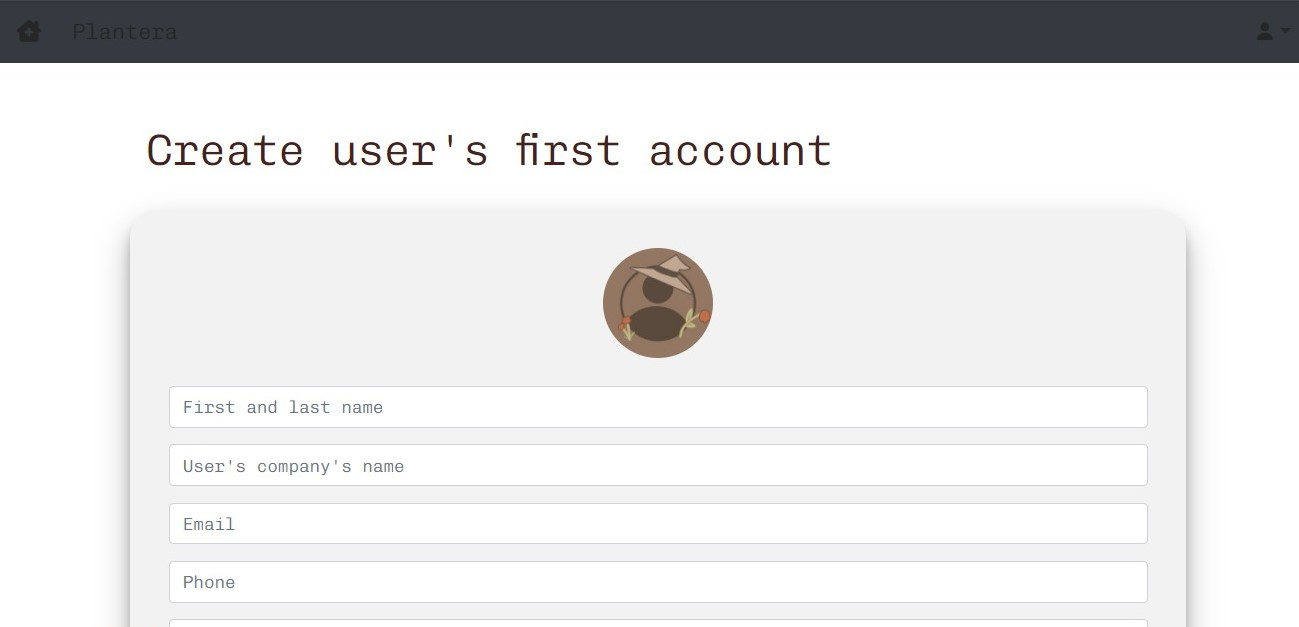 Plantera
Create user's first account
First and last name
User's company's name
Email
Phone